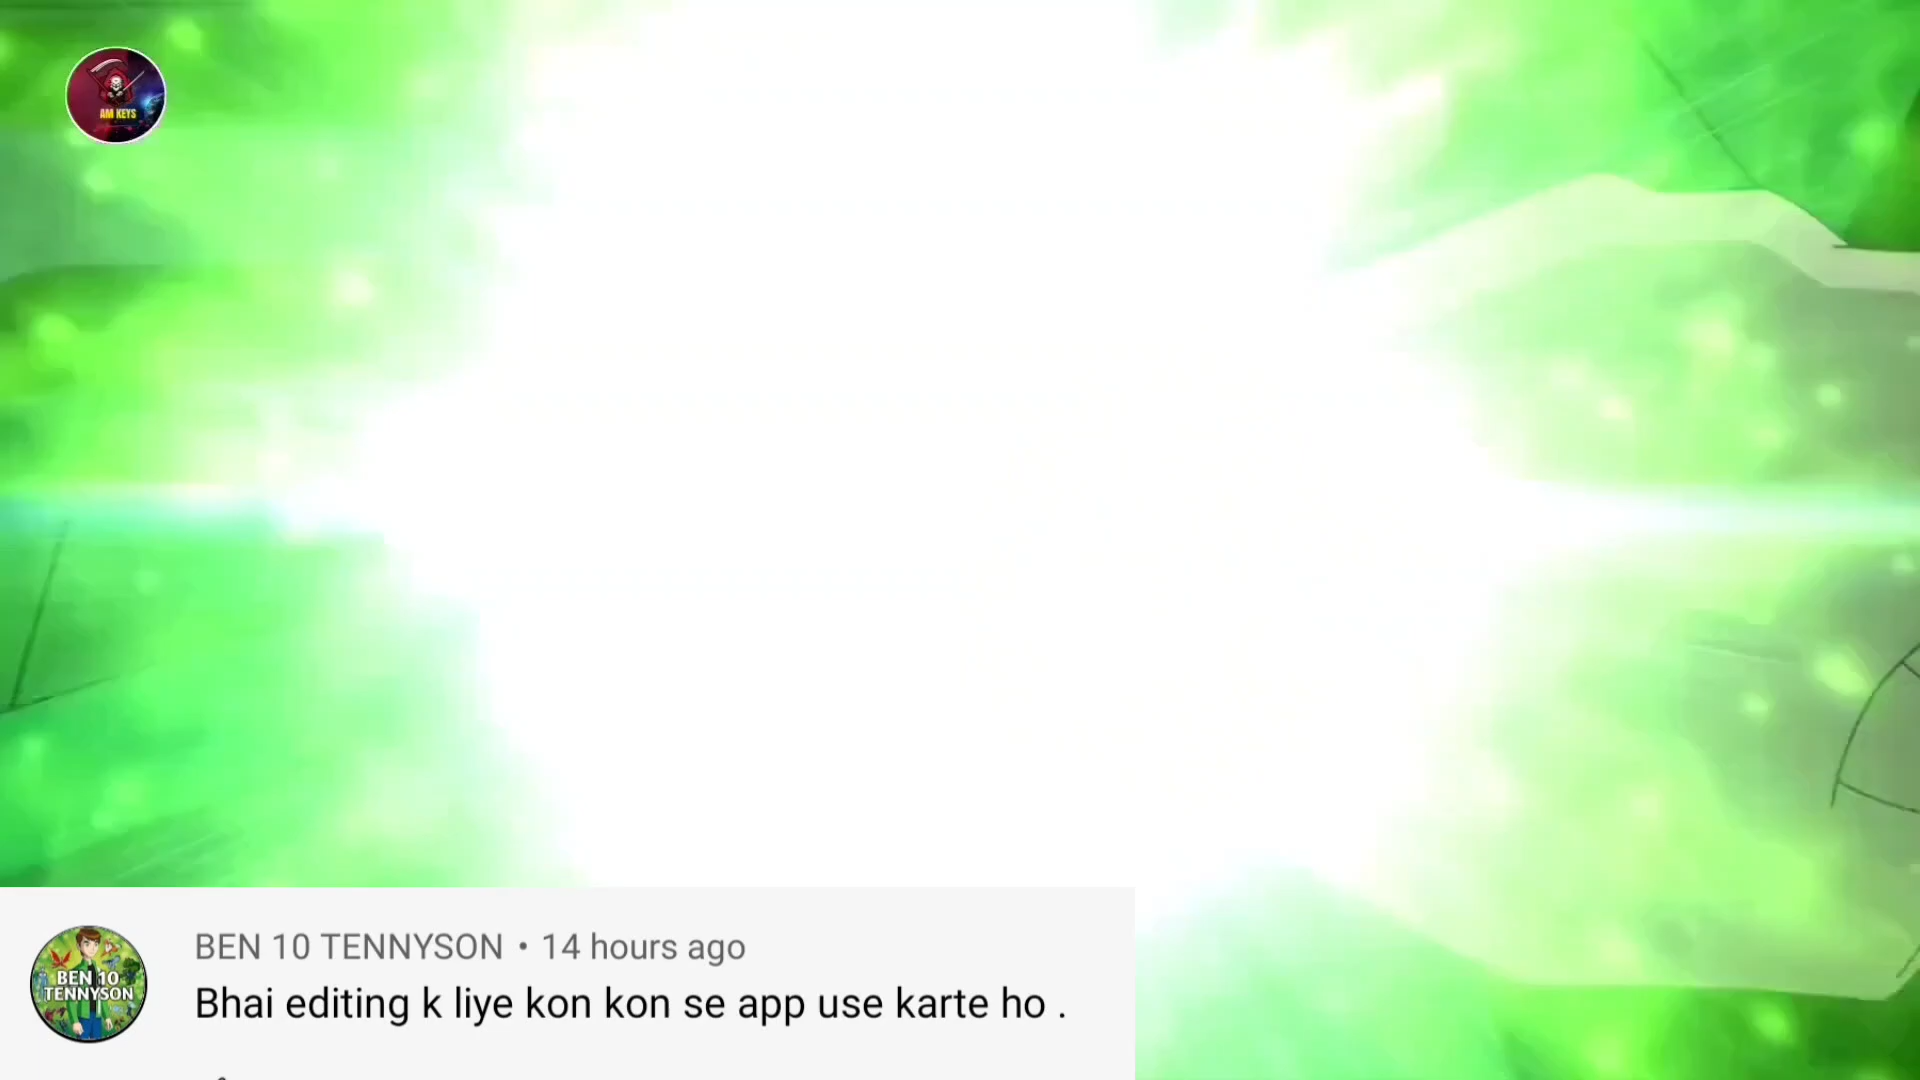 AM KEYS
BEN 10 TENNYSON • 14 hours ago
BEN 10
TENNYSON
Bhai editing k liye kon kon se app use karte ho .